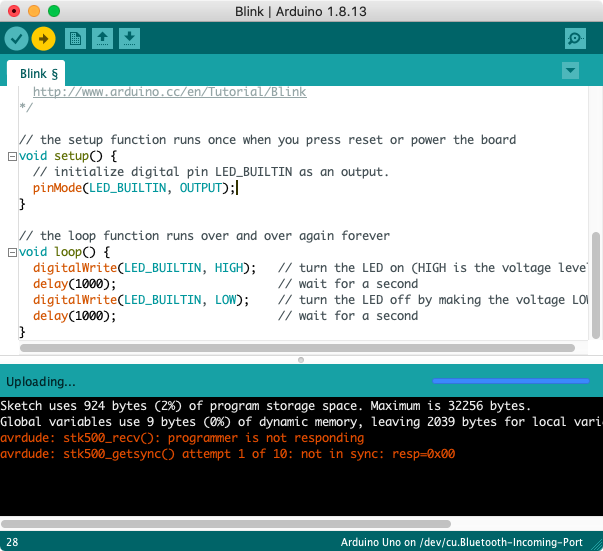 Blink | Arduino 1.8.13
Blink §
http://www.arduino.cc/en/Tutorial/Blink
*/
// the setup function runs once when you press reset or power the board
void setup() {
// initialize digital pin LED_BUILTIN as an output.
pinMode(LED_BUILTIN, OUTPUT);
}
// the loop function runs over and over again forever
void loop() {
digitalWrite(LED_BUILTIN, HIGH); // turn the LED on (HIGH is the voltage leve
delay(1000); // wait for a second
digitalWrite(LED_BUILTIN, LOW); // turn the LED off by making the voltage LO
delay(1000); // wait for a second
}
Uploading...
Sketch uses 924 bytes (2%) of program storage space. Maximum is 32256 bytes.
Global variables use 9 bytes (0%) of dynamic memory, leaving 2039 bytes for local vari
avrdude: stk500_recv(): programmer is not responding
avrdude: stk500_getsync() attempt 1 of 10: not in sync: resp=0x00
28
Arduino Uno on /dev/cu.Bluetooth-Incoming-Port